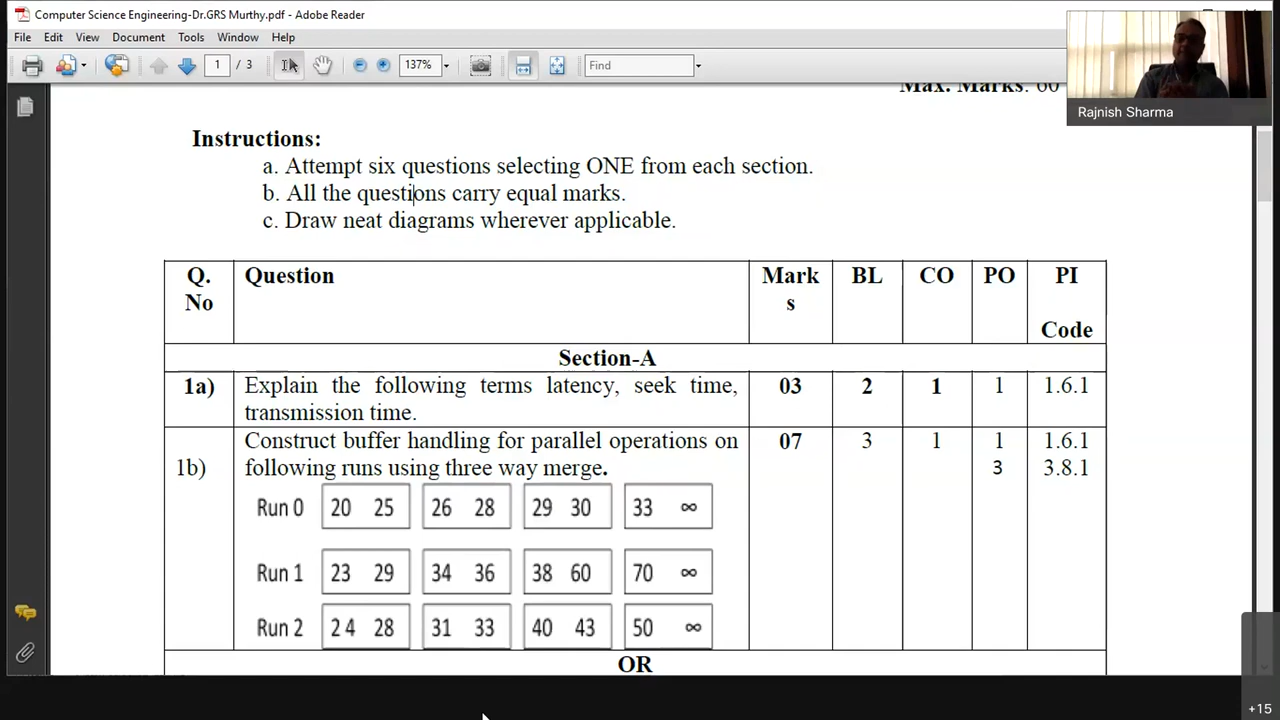 Computer Science Engineering-Dr.GRS Murthy.pdf - Adobe Reader
File Edit View Document Tools Window Help
1 / 3 137% Find
Max. Marks: 60
Rajnish Sharma
Instructions:
a. Attempt six questions selecting ONE from each section.
b. All the questions carry equal marks.
c. Draw neat diagrams wherever applicable.
Q. No Question Mark s BL CO PO PI Code
Section-A
1a) Explain the following terms latency, seek time, 03 2 1 1 1.6.1
transmission time.
Construct buffer handling for parallel operations on 07 3 1 1 1.6.1
1b) following runs using three way merge. 3 3.8.1
Run 0 20 25 26 28 29 30 33 ∞
Run 1 23 29 34 36 38 60 70 ∞
Run 2 24 28 31 33 40 43 50 ∞
OR
+15